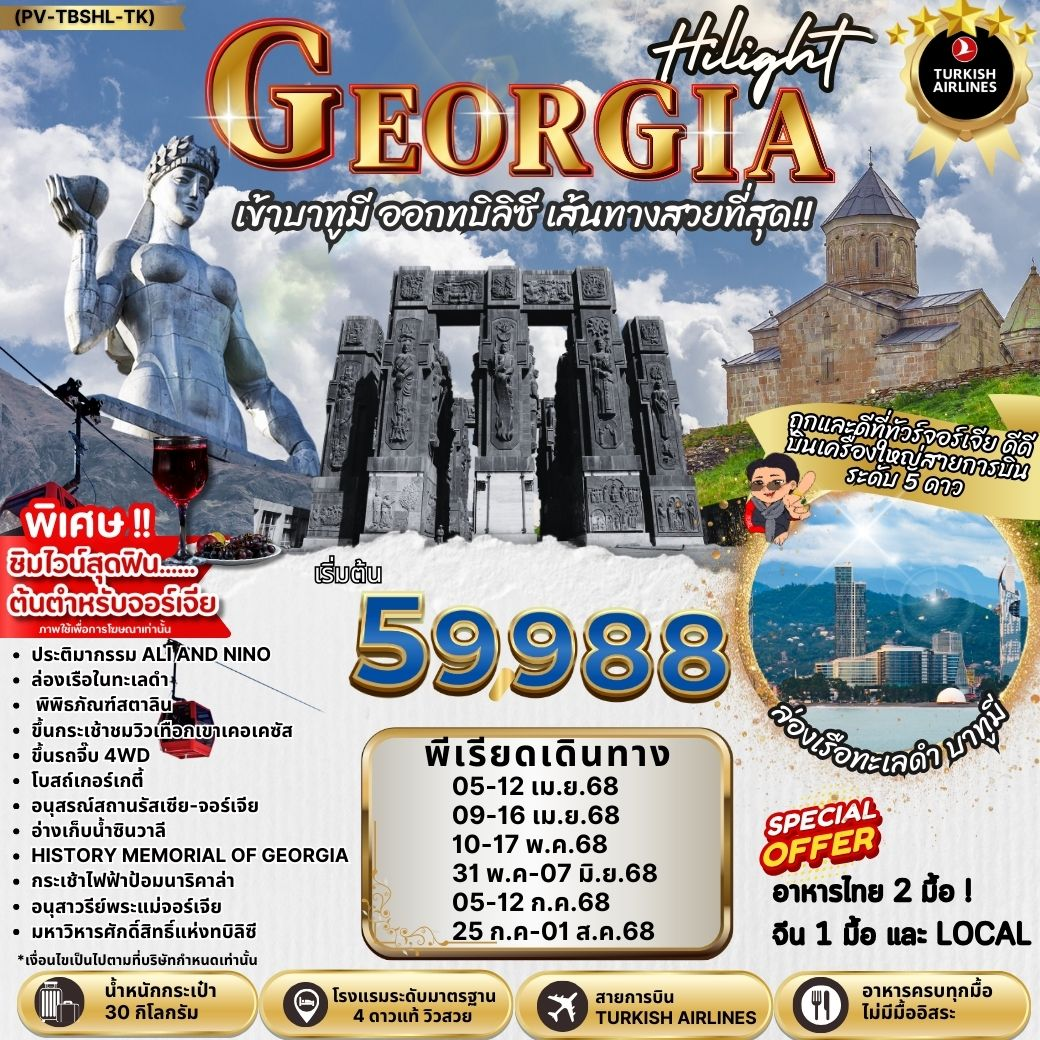 (PV-TBSHL-TK)
Hilight
GEORGIA
TURKISH
AIRLINES
เข้าบาทูมี ออกทบิลิซี เส้นทางสวยที่สุด!!
ถูกและดีที่ทัวร์จอร์เจีย ดีดี
บินเครื่องใหญ่สายการบิน
ระดับ 5 ดาว
พิเศษ !!
ชิมไวน์สุดฟิน......
ต้นตำหรับจอร์เจีย
ภาพใช้เพื่อการโฆษณาเท่านั้น
เริ่มต้น
59,988
• ประติมากรรม ALI AND NINO
• ล่องเรือในทะเลดำ
• พิพิธภัณฑ์สตาลิน
• ขึ้นกระเช้าชมวิวเทือกเขาเคอเคซัส
• ขึ้นรถจี๊บ 4WD
• โบสถ์เกอร์เกตี้
• อนุสรณ์สถานรัสเซีย-จอร์เจีย
• อ่างเก็บน้ำซินวาลี
• HISTORY MEMORIAL OF GEORGIA
• กระเช้าไฟฟ้าป้อมนาริคาล่า
• อนุสาวรีย์พระแม่จอร์เจีย
• มหาวิหารศักดิ์สิทธิ์แห่งทบิลิซี
*เงื่อนไขเป็นไปตามที่บริษัทกำหนดเท่านั้น
พีเรียดเดินทาง
05-12 เม.ย.68
09-16 เม.ย.68
10-17 พ.ค.68
31 พ.ค-07 มิ.ย.68
05-12 ก.ค.68
25 ก.ค-01 ส.ค.68
ล่องเรือทะเลดำ บาทูมี
SPECIAL
OFFER
อาหารไทย 2 มื้อ !
จีน 1 มื้อ และ LOCAL
น้ำหนักกระเป๋า
30 กิโลกรัม
โรงแรมระดับมาตรฐาน
4 ดาวแท้ วิวสวย
สายการบิน
TURKISH AIRLINES
อาหารครบทุกมื้อ
ไม่มีมื้ออิสระ